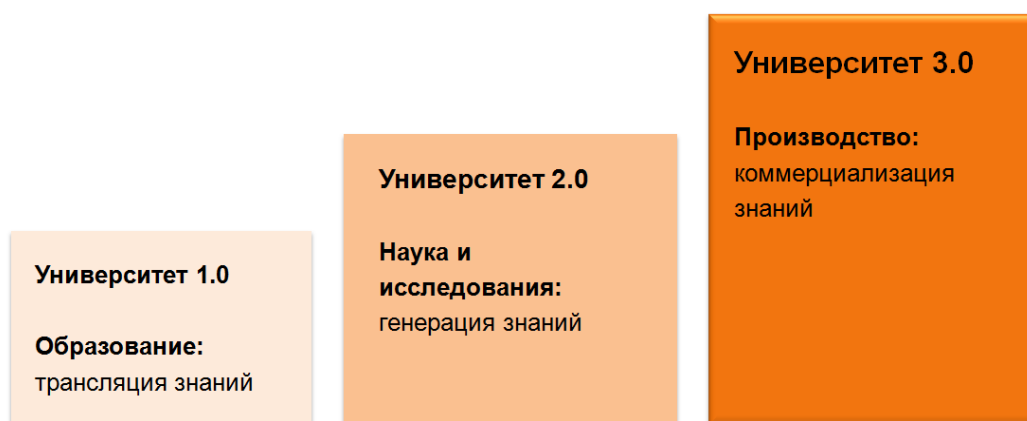 Университет 1.0
Образование:
трансляция знаний
Университет 2.0
Наука и
исследования:
генерация знаний
Университет 3.0
Производство:
коммерциализация
знаний